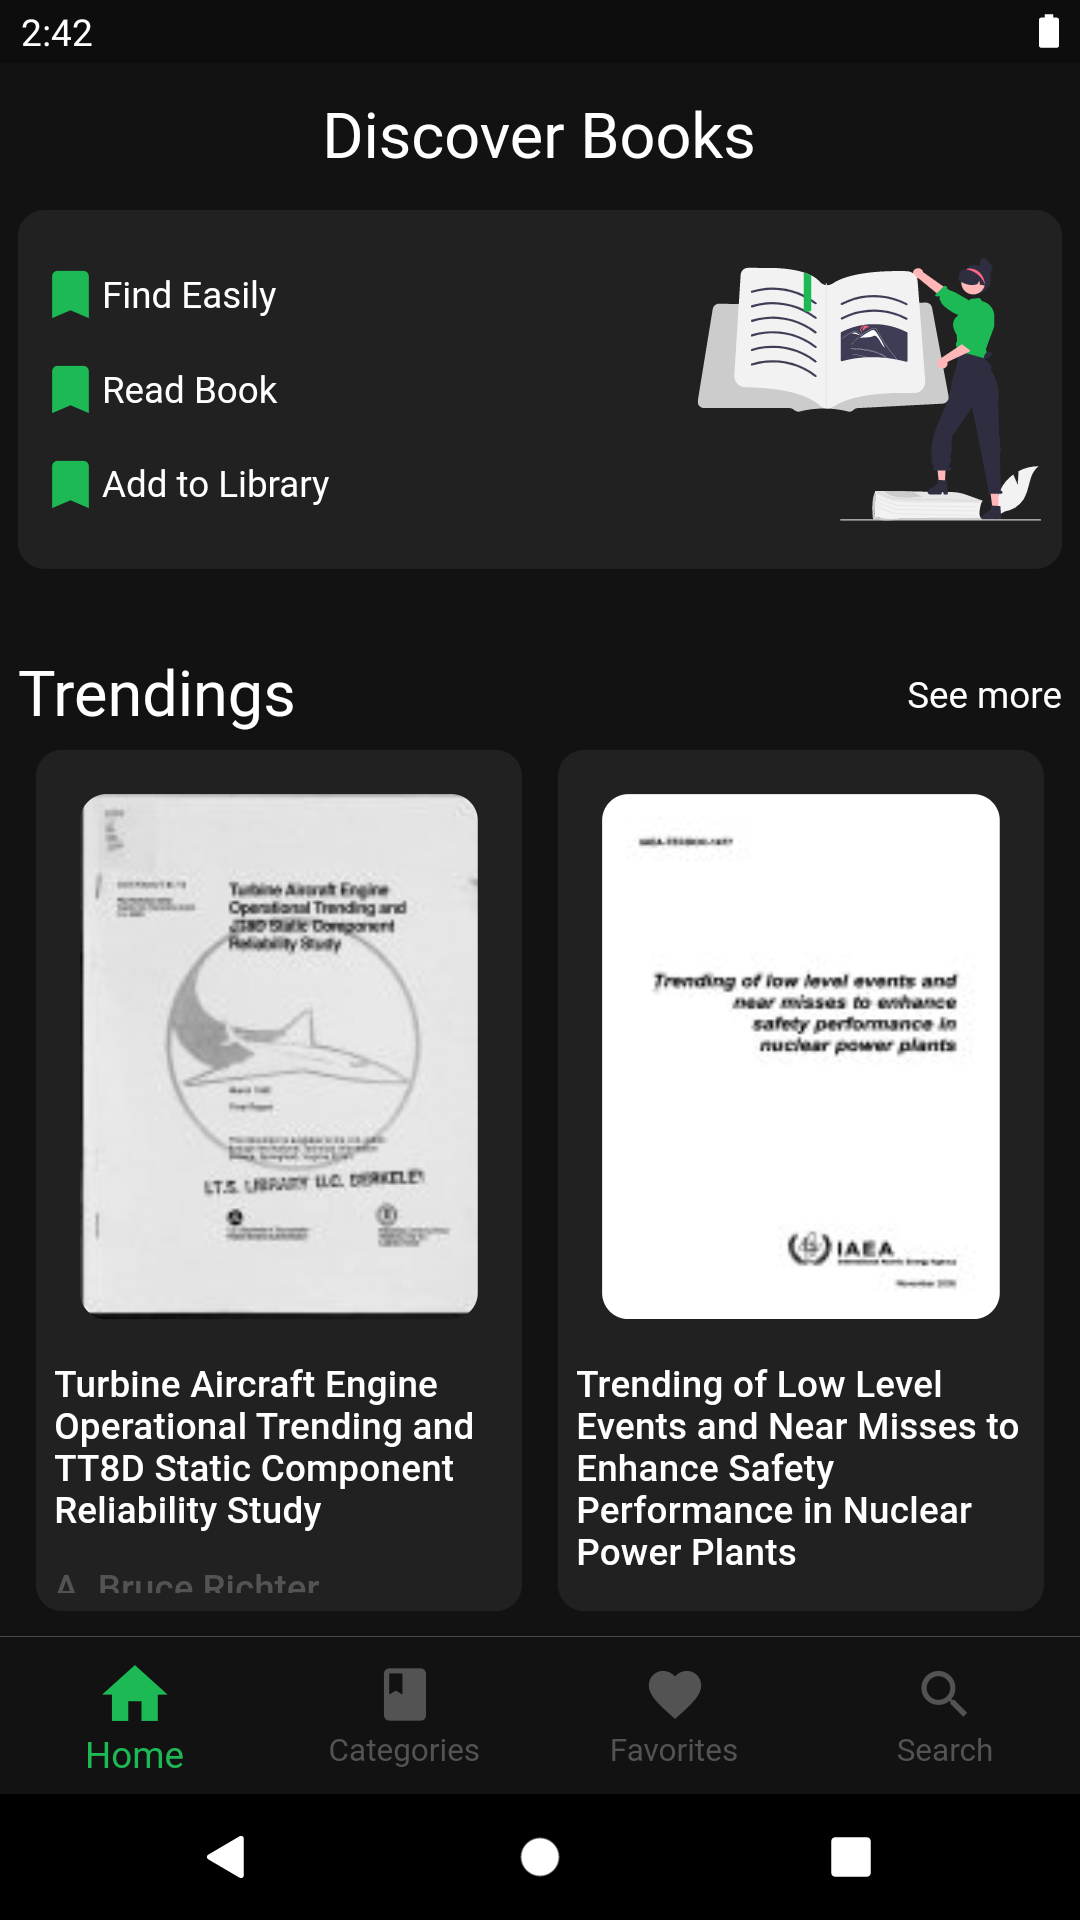 2:42
Discover Books
Find Easily
Read Book
Add to Library
Trendings
See more
Turbine Aircraft Engine
Operational Trending and
JT8D Static Component
Reliability Study
I.T.S. LIBRARY U.C. BERKELEY
Trending of low level events and
near misses to enhance
safety performance in
nuclear power plants
IAEA
International Atomic Energy Agency
Turbine Aircraft Engine
Operational Trending and
TT8D Static Component
Reliability Study
A. Bruce Richter
Trending of Low Level
Events and Near Misses to
Enhance Safety
Performance in Nuclear
Power Plants
Home
Categories
Favorites
Search